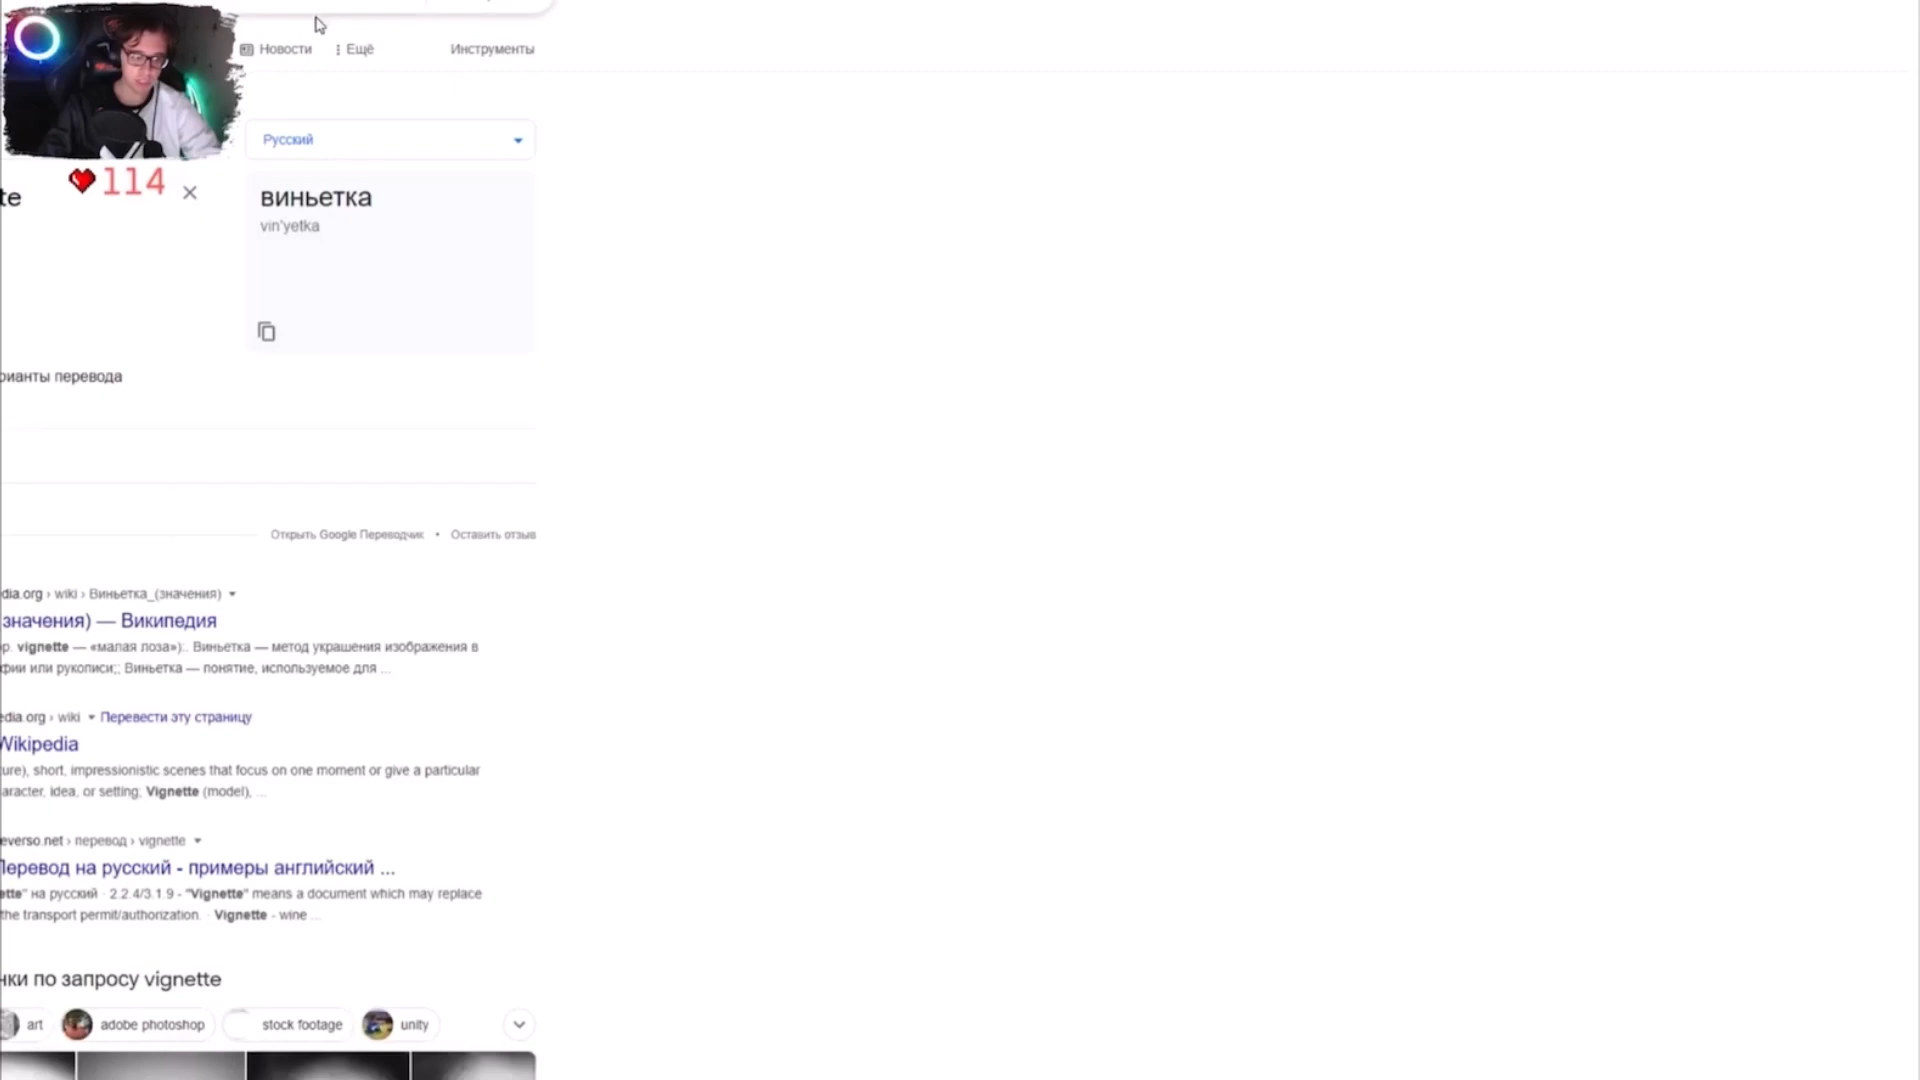 Новости
Ещё
Инструменты
Русский
te
114
виньетка
vin'yetka
рианты перевода
Открыть Google Переводчик • Оставить отзыв
dia.org › wiki › Виньетка_(значения)
значения) — Википедия
р. vignette — «малая лоза»):. Виньетка — метод украшения изображения в
фии или рукописи;; Виньетка — понятие, используемое для ...
edia.org › wiki Перевести эту страницу
Wikipedia
ure), short, impressionistic scenes that focus on one moment or give a particular
aracter, idea, or setting; Vignette (model), ...
everso.net › перевод › vignette
Перевод на русский - примеры английский ...
ette" на русский · 2.2.4/3.1.9 - "Vignette" means a document which may replace
the transport permit/authorization. · Vignette - wine ...
нки по запросу vignette
art
adobe photoshop
stock footage
unity